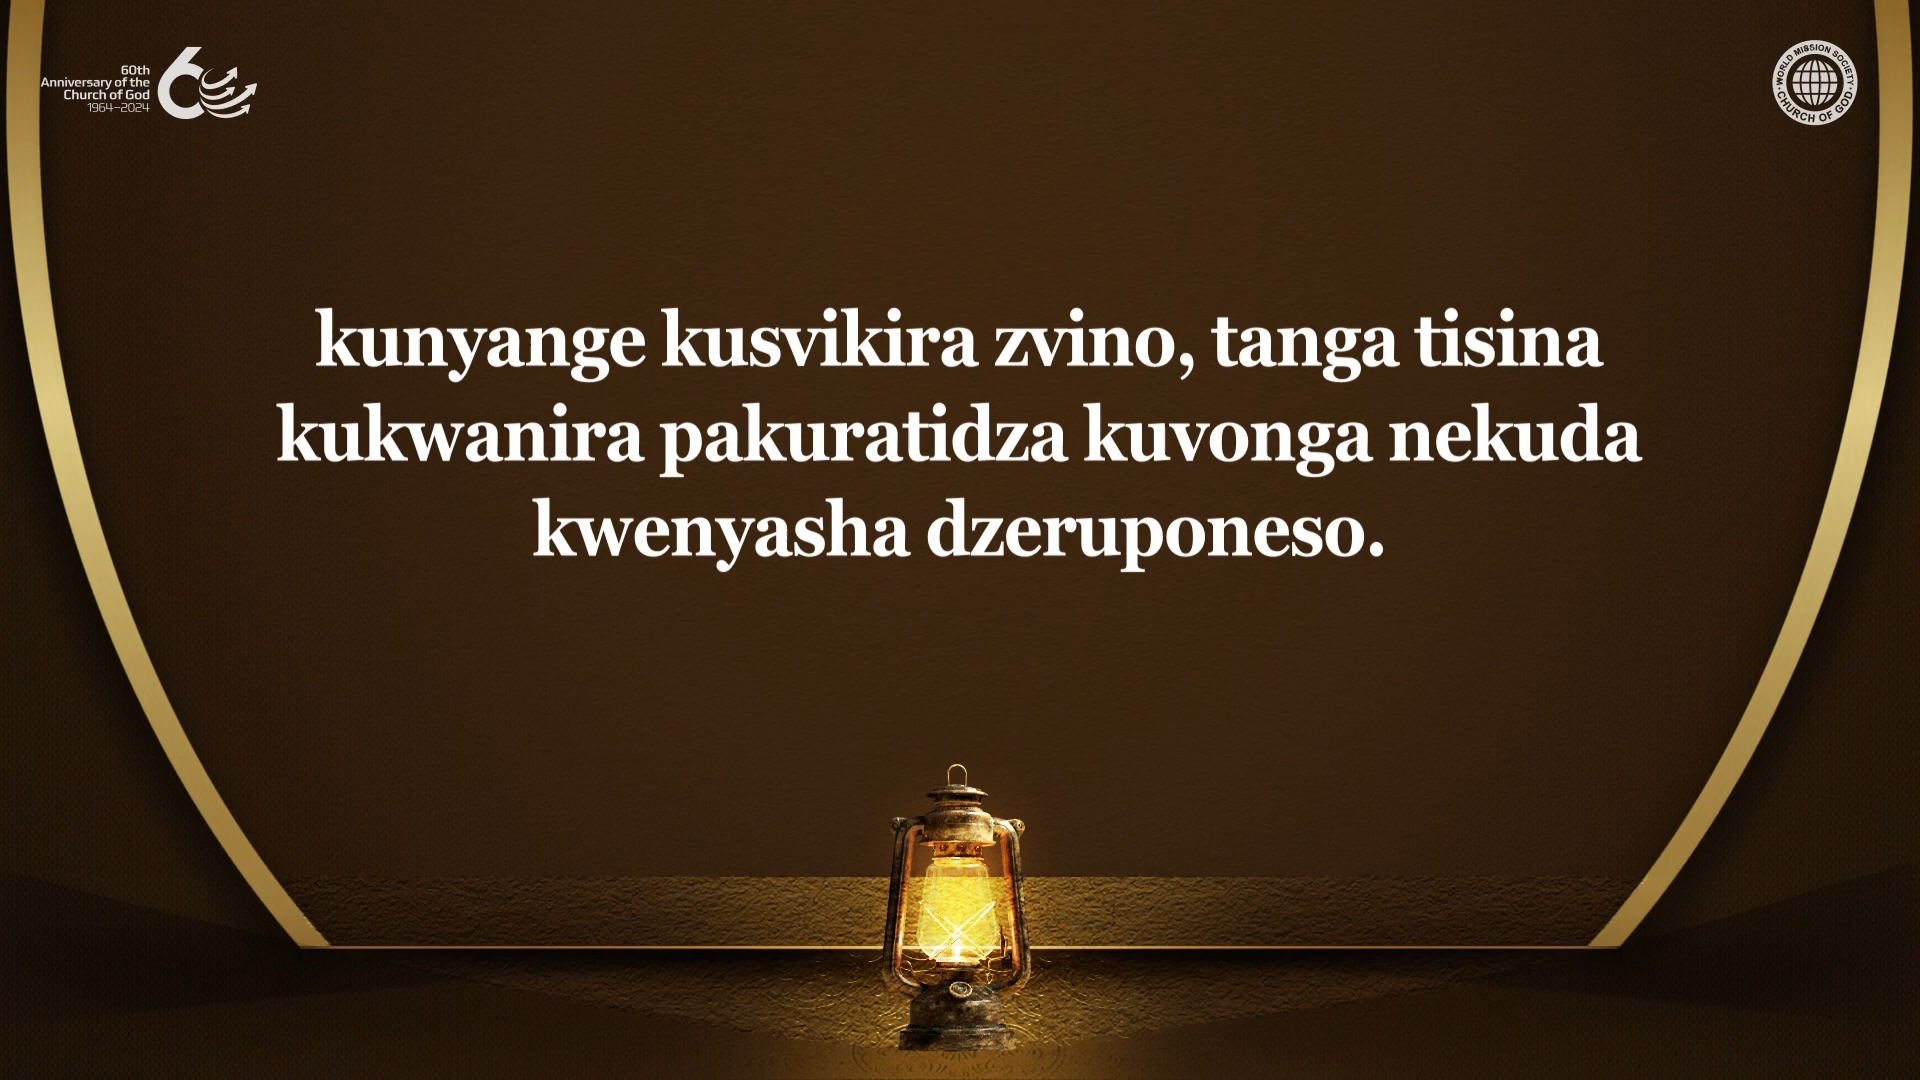 60th
Anniversary of the
Church of God
1964–2024
60
WORLD MISSION SOCIETY
CHURCH OF GOD
kunyange kusvikira zvino, tanga tisina
kukwanira pakuratidza kuvonga nekuda
kwenyasha dzeruponeso.